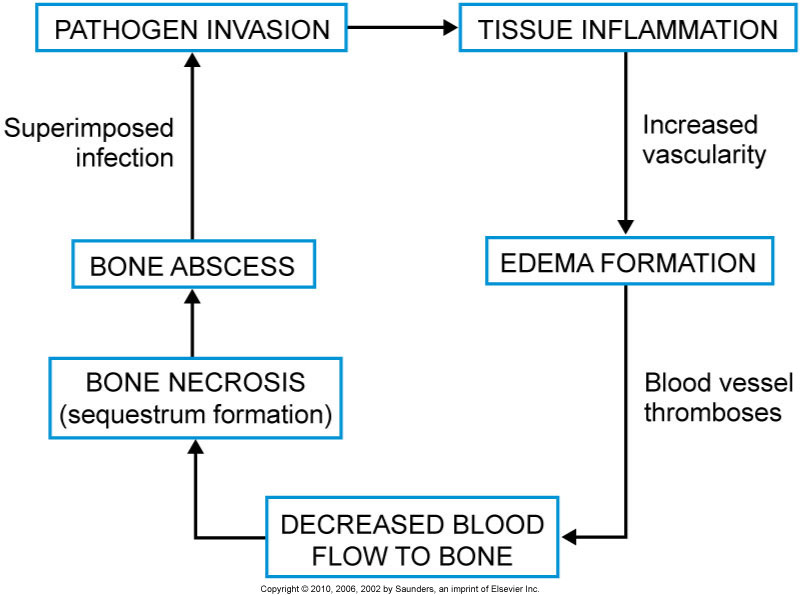 PATHOGEN INVASION
TISSUE INFLAMMATION
Superimposed
infection
Increased
vascularity
BONE ABSCESS
EDEMA FORMATION
BONE NECROSIS
(sequestrum formation)
Blood vessel
thromboses
DECREASED BLOOD
FLOW TO BONE
Copyright © 2010, 2006, 2002 by Saunders, an imprint of Elsevier Inc.